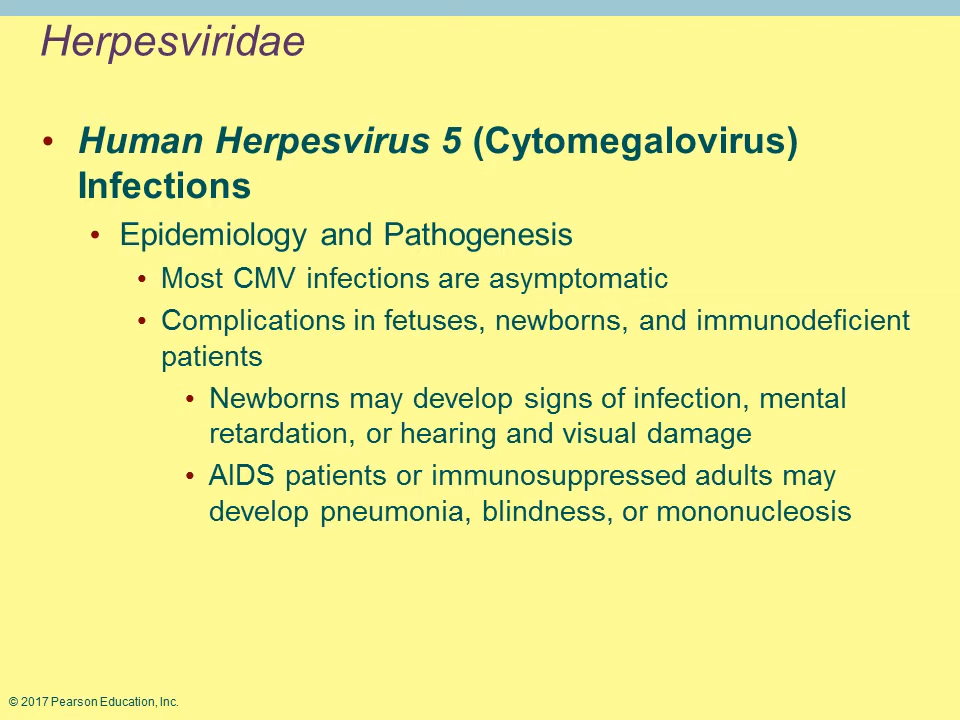 Herpesviridae
• Human Herpesvirus 5 (Cytomegalovirus)
Infections
• Epidemiology and Pathogenesis
• Most CMV infections are asymptomatic
• Complications in fetuses, newborns, and immunodeficient
patients
• Newborns may develop signs of infection, mental
retardation, or hearing and visual damage
• AIDS patients or immunosuppressed adults may
develop pneumonia, blindness, or mononucleosis
© 2017 Pearson Education, Inc.